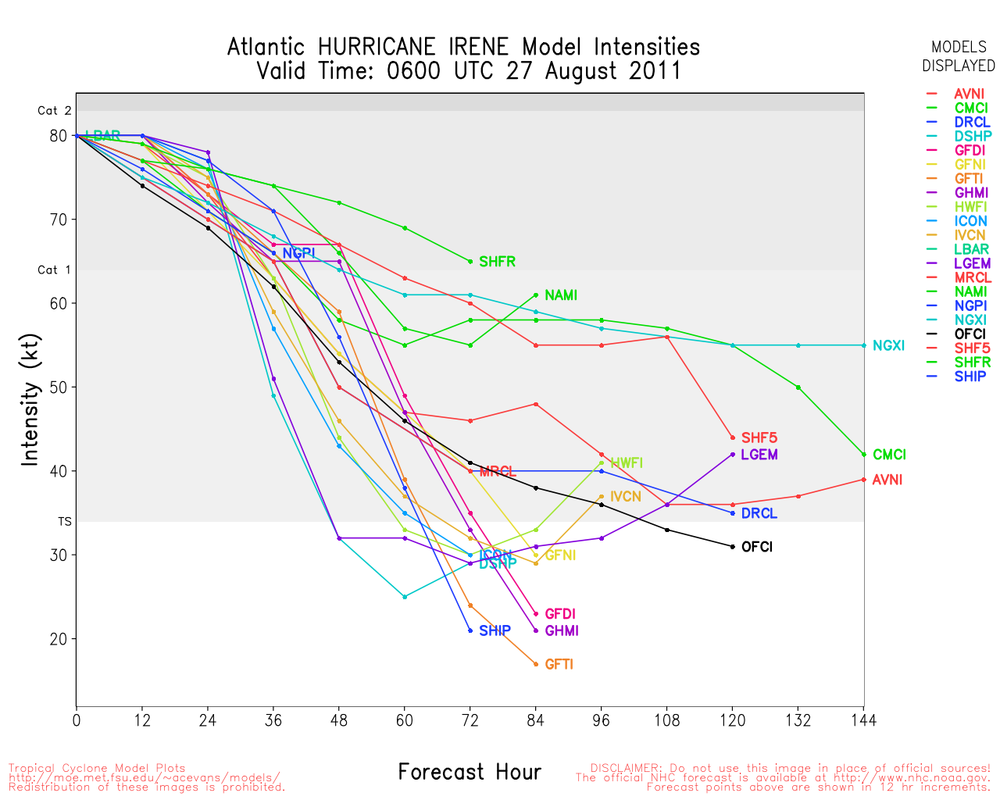 Atlantic HURRICANE IRENE Model Intensities
Valid Time: 0600 UTC 27 August 2011
MODELS
DISPLAYED
AVNI
CMCI
DRCL
DSHP
GFDI
GFNI
GFTI
GHMI
HWFI
ICON
IVCN
LBAR
LGEM
MRCL
NAMI
NGPI
NGXI
OFCI
SHF5
SHFR
SHIP
Intensity (kt)
Cat 2
80
70
Cat 1
60
50
40
TS
30
20
LBAR
NGPI
SHFR
NAMI
NGXI
SHF5
LGEM
CMCI
HWFI
MRCL
AVNI
IVCN
DRCL
OFCI
ICON
GFNI
DSHP
GFDI
SHIP
GHMI
GFTI
0 12 24 36 48 60 72 84 96 108 120 132 144
Forecast Hour
Tropical Cyclone Model Plots
http://moe.met.fsu.edu/~acevans/models/
Redistribution of these images is prohibited.
DISCLAIMER: Do not use this image in place of official sources!
The official NHC forecast is available at http://www.nhc.noaa.gov.
Forecast points above are shown in 12 hr increments.